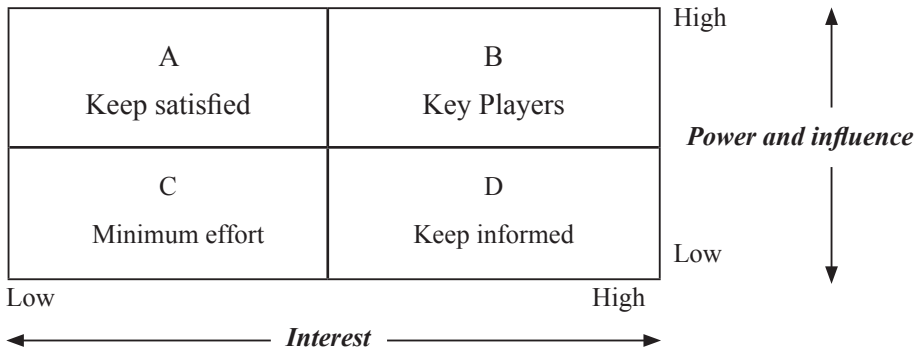 High
A
B
Keep satisfied
Key Players
Power and influence
C
D
Minimum effort
Keep informed
Low
Low
High
Interest